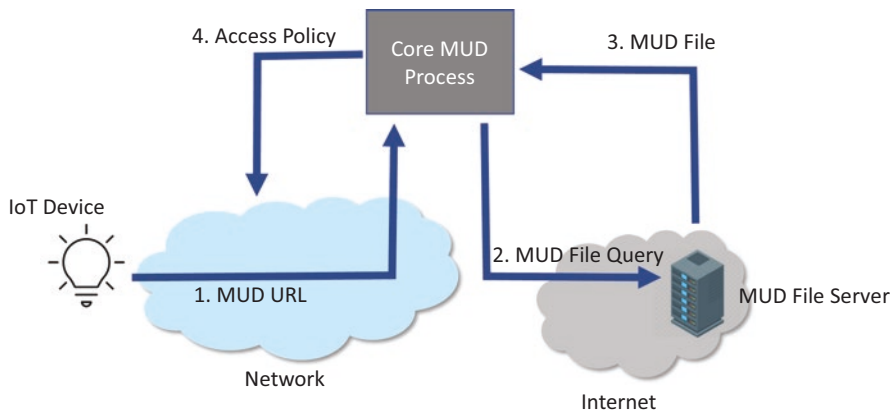 4. Access Policy
Core MUD
Process
3. MUD File
IoT Device
2. MUD File Query
1. MUD URL
MUD File Server
Network
Internet